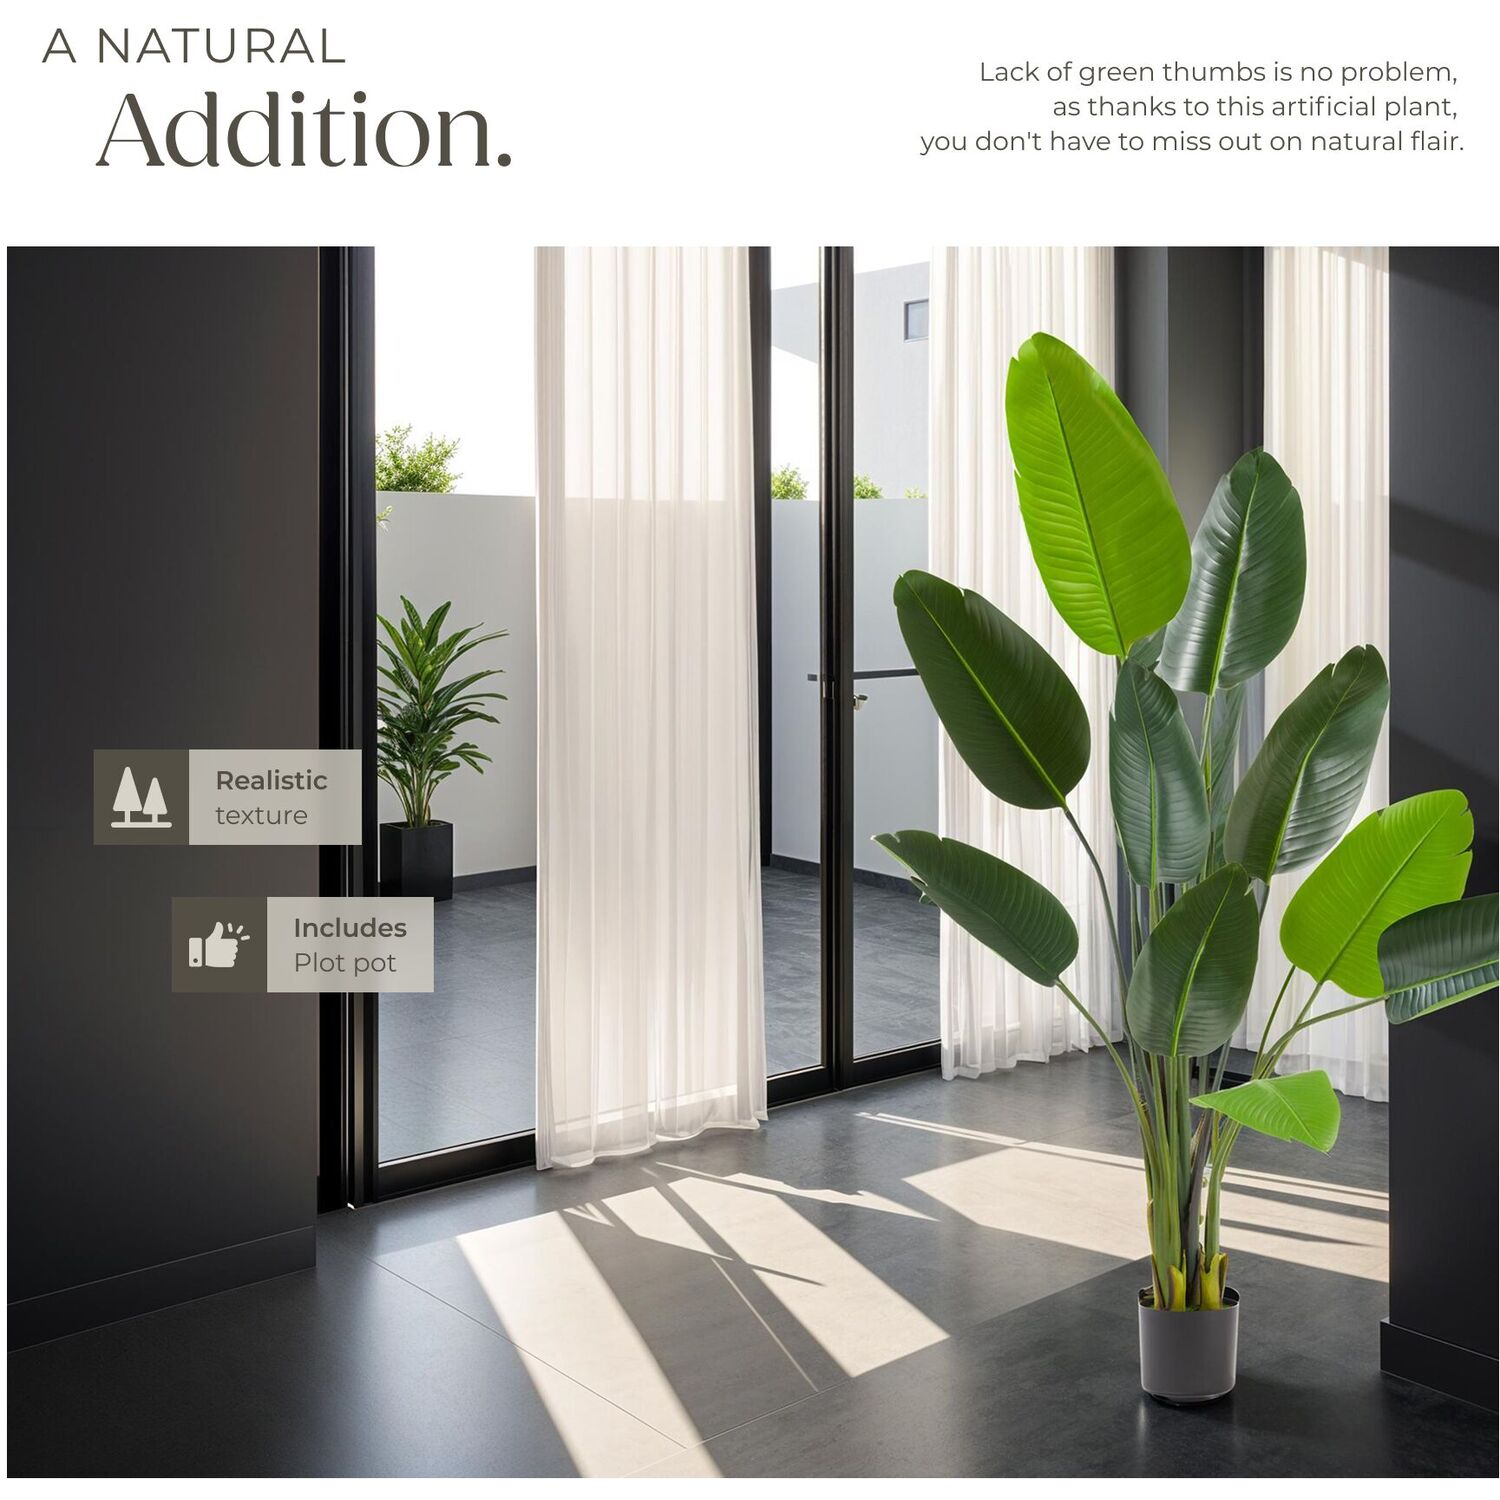 A NATURAL
Addition.
Lack of green thumbs is no problem,
as thanks to this artificial plant,
you don't have to miss out on natural flair.
Realistic
texture
Includes
Plot pot